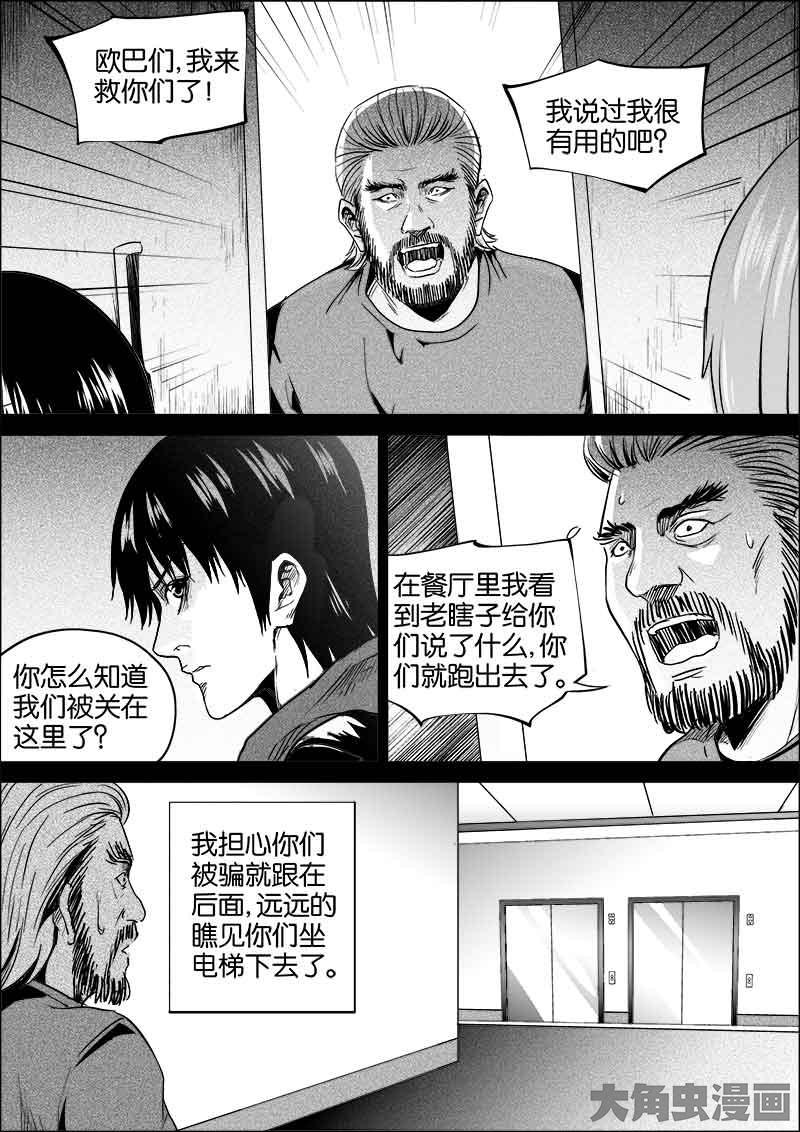 欧巴们,我来
救你们了!
我说过我很
有用的吧?
你怎么知道
我们被关在
这里了?
在餐厅里我看
到老瞎子给你
们说了什么,你
们就跑出去了。
我担心你们
被骗就跟在
后面,远远的
瞧见你们坐
电梯下去了。
大角虫漫画